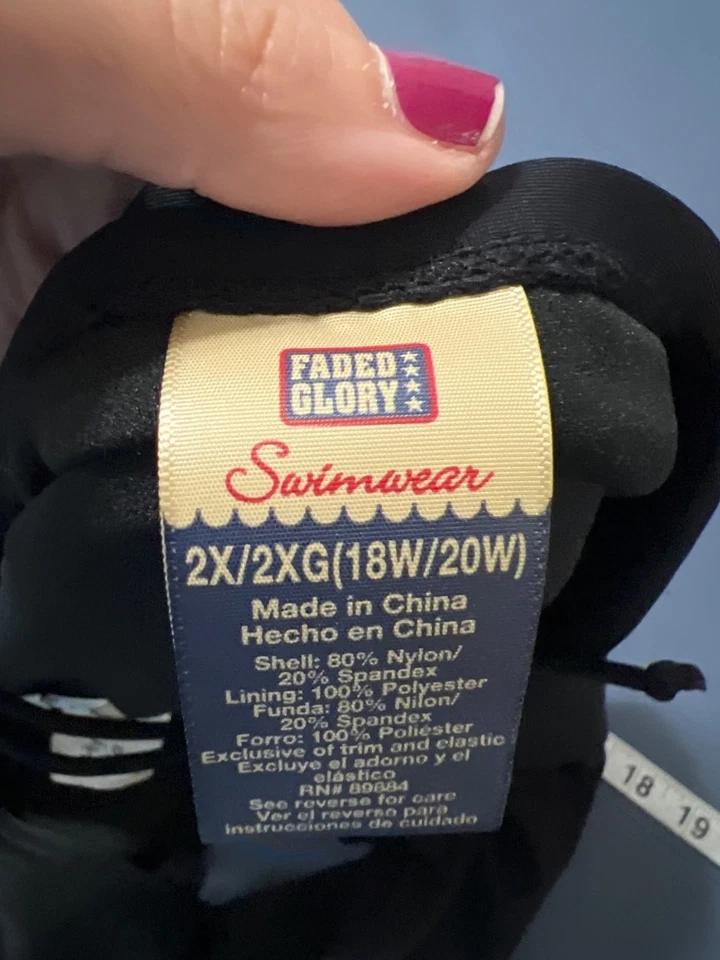 FADED
GLORY
Swimwear
2X/2XG(18W/20W)
Made in China
Hecho en China
Shell: 80% Nylon/
20% Spandex
Lining: 100% Polyester
Funda: 80% Nilon/
20% Spandex
Forro: 100% Poliéster
Exclusive of trim and elastic
Excluye el adorno y el
elástico
RN# 89884
See reverse for care
Ver el reverso para
instrucciones de cuidado
18 19